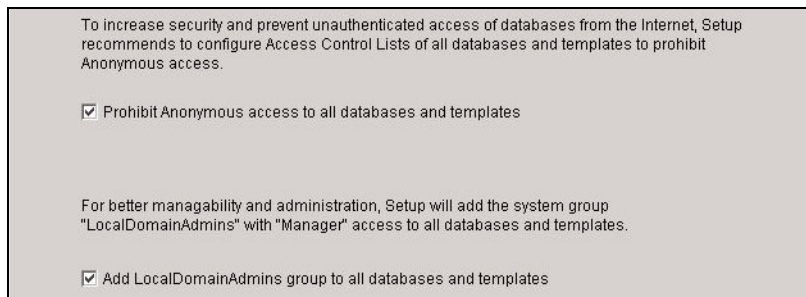 To increase security and prevent unauthenticated access of databases from the Internet, Setup
recommends to configure Access Control Lists of all databases and templates to prohibit
Anonymous access.
Prohibit Anonymous access to all databases and templates
For better managability and administration, Setup will add the system group
"LocalDomainAdmins" with "Manager" access to all databases and templates.
Add LocalDomainAdmins group to all databases and templates